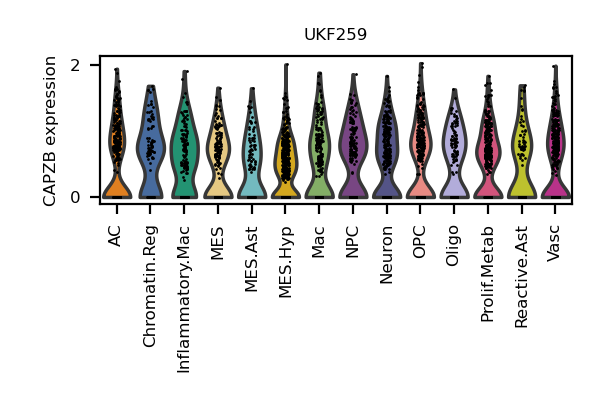 UKF259
CAPZB expression
2
0
AC
Chromatin.Reg
Inflammatory.Mac
MES
MES.Ast
MES.Hyp
Mac
NPC
Neuron
OPC
Oligo
Prolif.Metab
Reactive.Ast
Vasc